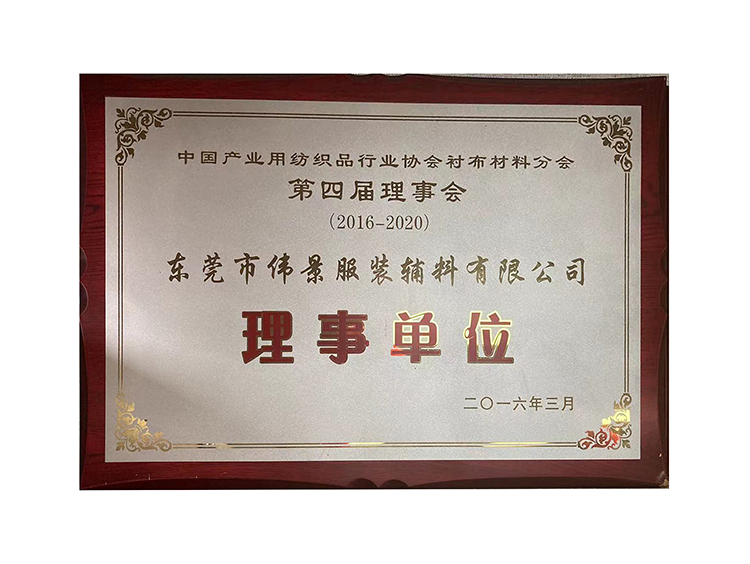 中国产业用纺织品行业协会衬布材料分会
第四届理事会
(2016-2020)
东莞市伟景服装辅料有限公司
理事单位
二〇一六年三月